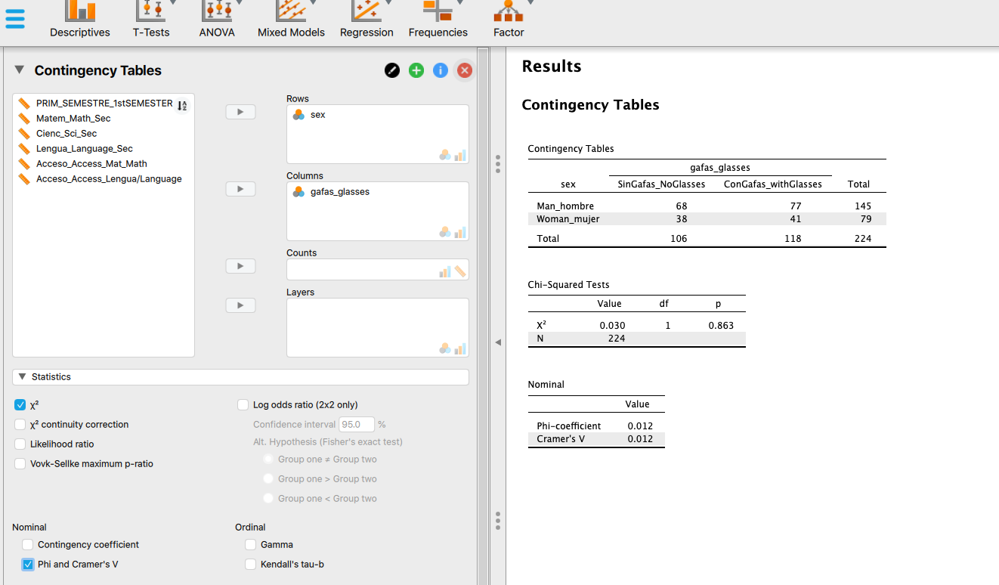 Descriptives T-Tests ANOVA Mixed Models Regression Frequencies Factor
Contingency Tables
PRIM_SEMESTRE_1stSEMESTER
Matem_Math_Sec
Cienc_Sci_Sec
Lengua_Language_Sec
Acceso_Access_Mat_Math
Acceso_Access_Lengua/Language
Rows
sex
Columns
gafas_glasses
Counts
Layers
Statistics
χ²
χ² continuity correction
Likelihood ratio
Vovk-Sellke maximum p-ratio
Log odds ratio (2x2 only)
Confidence interval 95.0 %
Alt. Hypothesis (Fisher's exact test)
Group one ≠ Group two
Group one > Group two
Group one < Group two
Nominal
Contingency coefficient
Phi and Cramer's V
Ordinal
Gamma
Kendall's tau-b
Results
Contingency Tables
Contingency Tables
gafas_glasses
sex SinGafas_NoGlasses ConGafas_withGlasses Total
Man_hombre 68 77 145
Woman_mujer 38 41 79
Total 106 118 224
Chi-Squared Tests
Value df p
X² 0.030 1 0.863
N 224
Nominal
Value
Phi-coefficient 0.012
Cramer's V 0.012